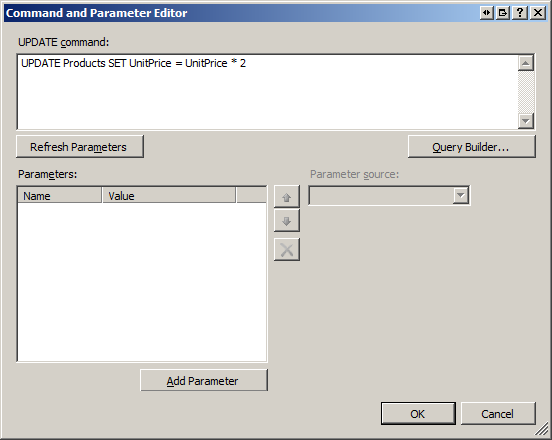 Command and Parameter Editor
UPDATE command:
UPDATE Products SET UnitPrice = UnitPrice * 2
Refresh Parameters
Query Builder...
Parameters:
Parameter source:
Name
Value
Add Parameter
OK
Cancel